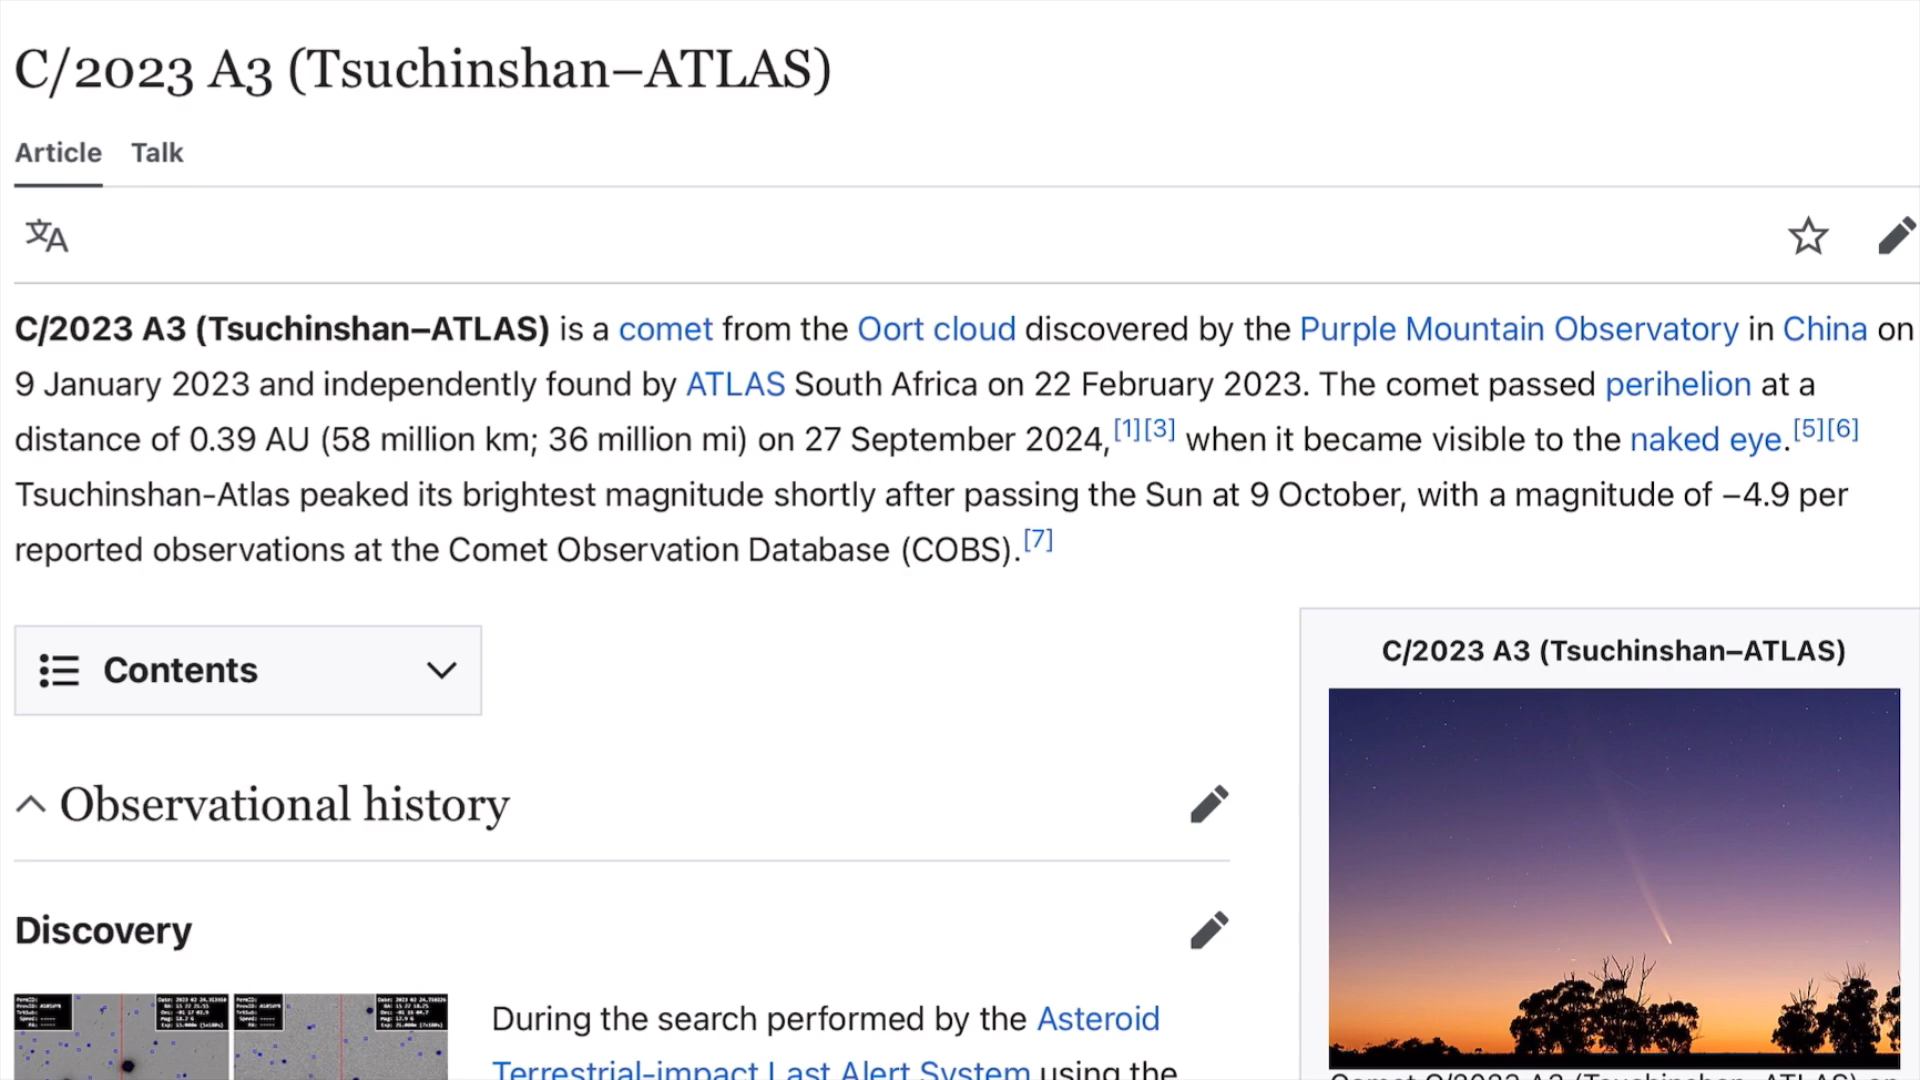 C/2023 A3 (Tsuchinshan–ATLAS)
Article Talk
C/2023 A3 (Tsuchinshan–ATLAS) is a comet from the Oort cloud discovered by the Purple Mountain Observatory in China on
9 January 2023 and independently found by ATLAS South Africa on 22 February 2023. The comet passed perihelion at a
distance of 0.39 AU (58 million km; 36 million mi) on 27 September 2024,[1][3] when it became visible to the naked eye.[5][6]
Tsuchinshan-Atlas peaked its brightest magnitude shortly after passing the Sun at 9 October, with a magnitude of −4.9 per
reported observations at the Comet Observation Database (COBS).[7]
Contents
Observational history
Discovery
During the search performed by the Asteroid
Terrestrial-impact Last Alert System using the
C/2023 A3 (Tsuchinshan–ATLAS)